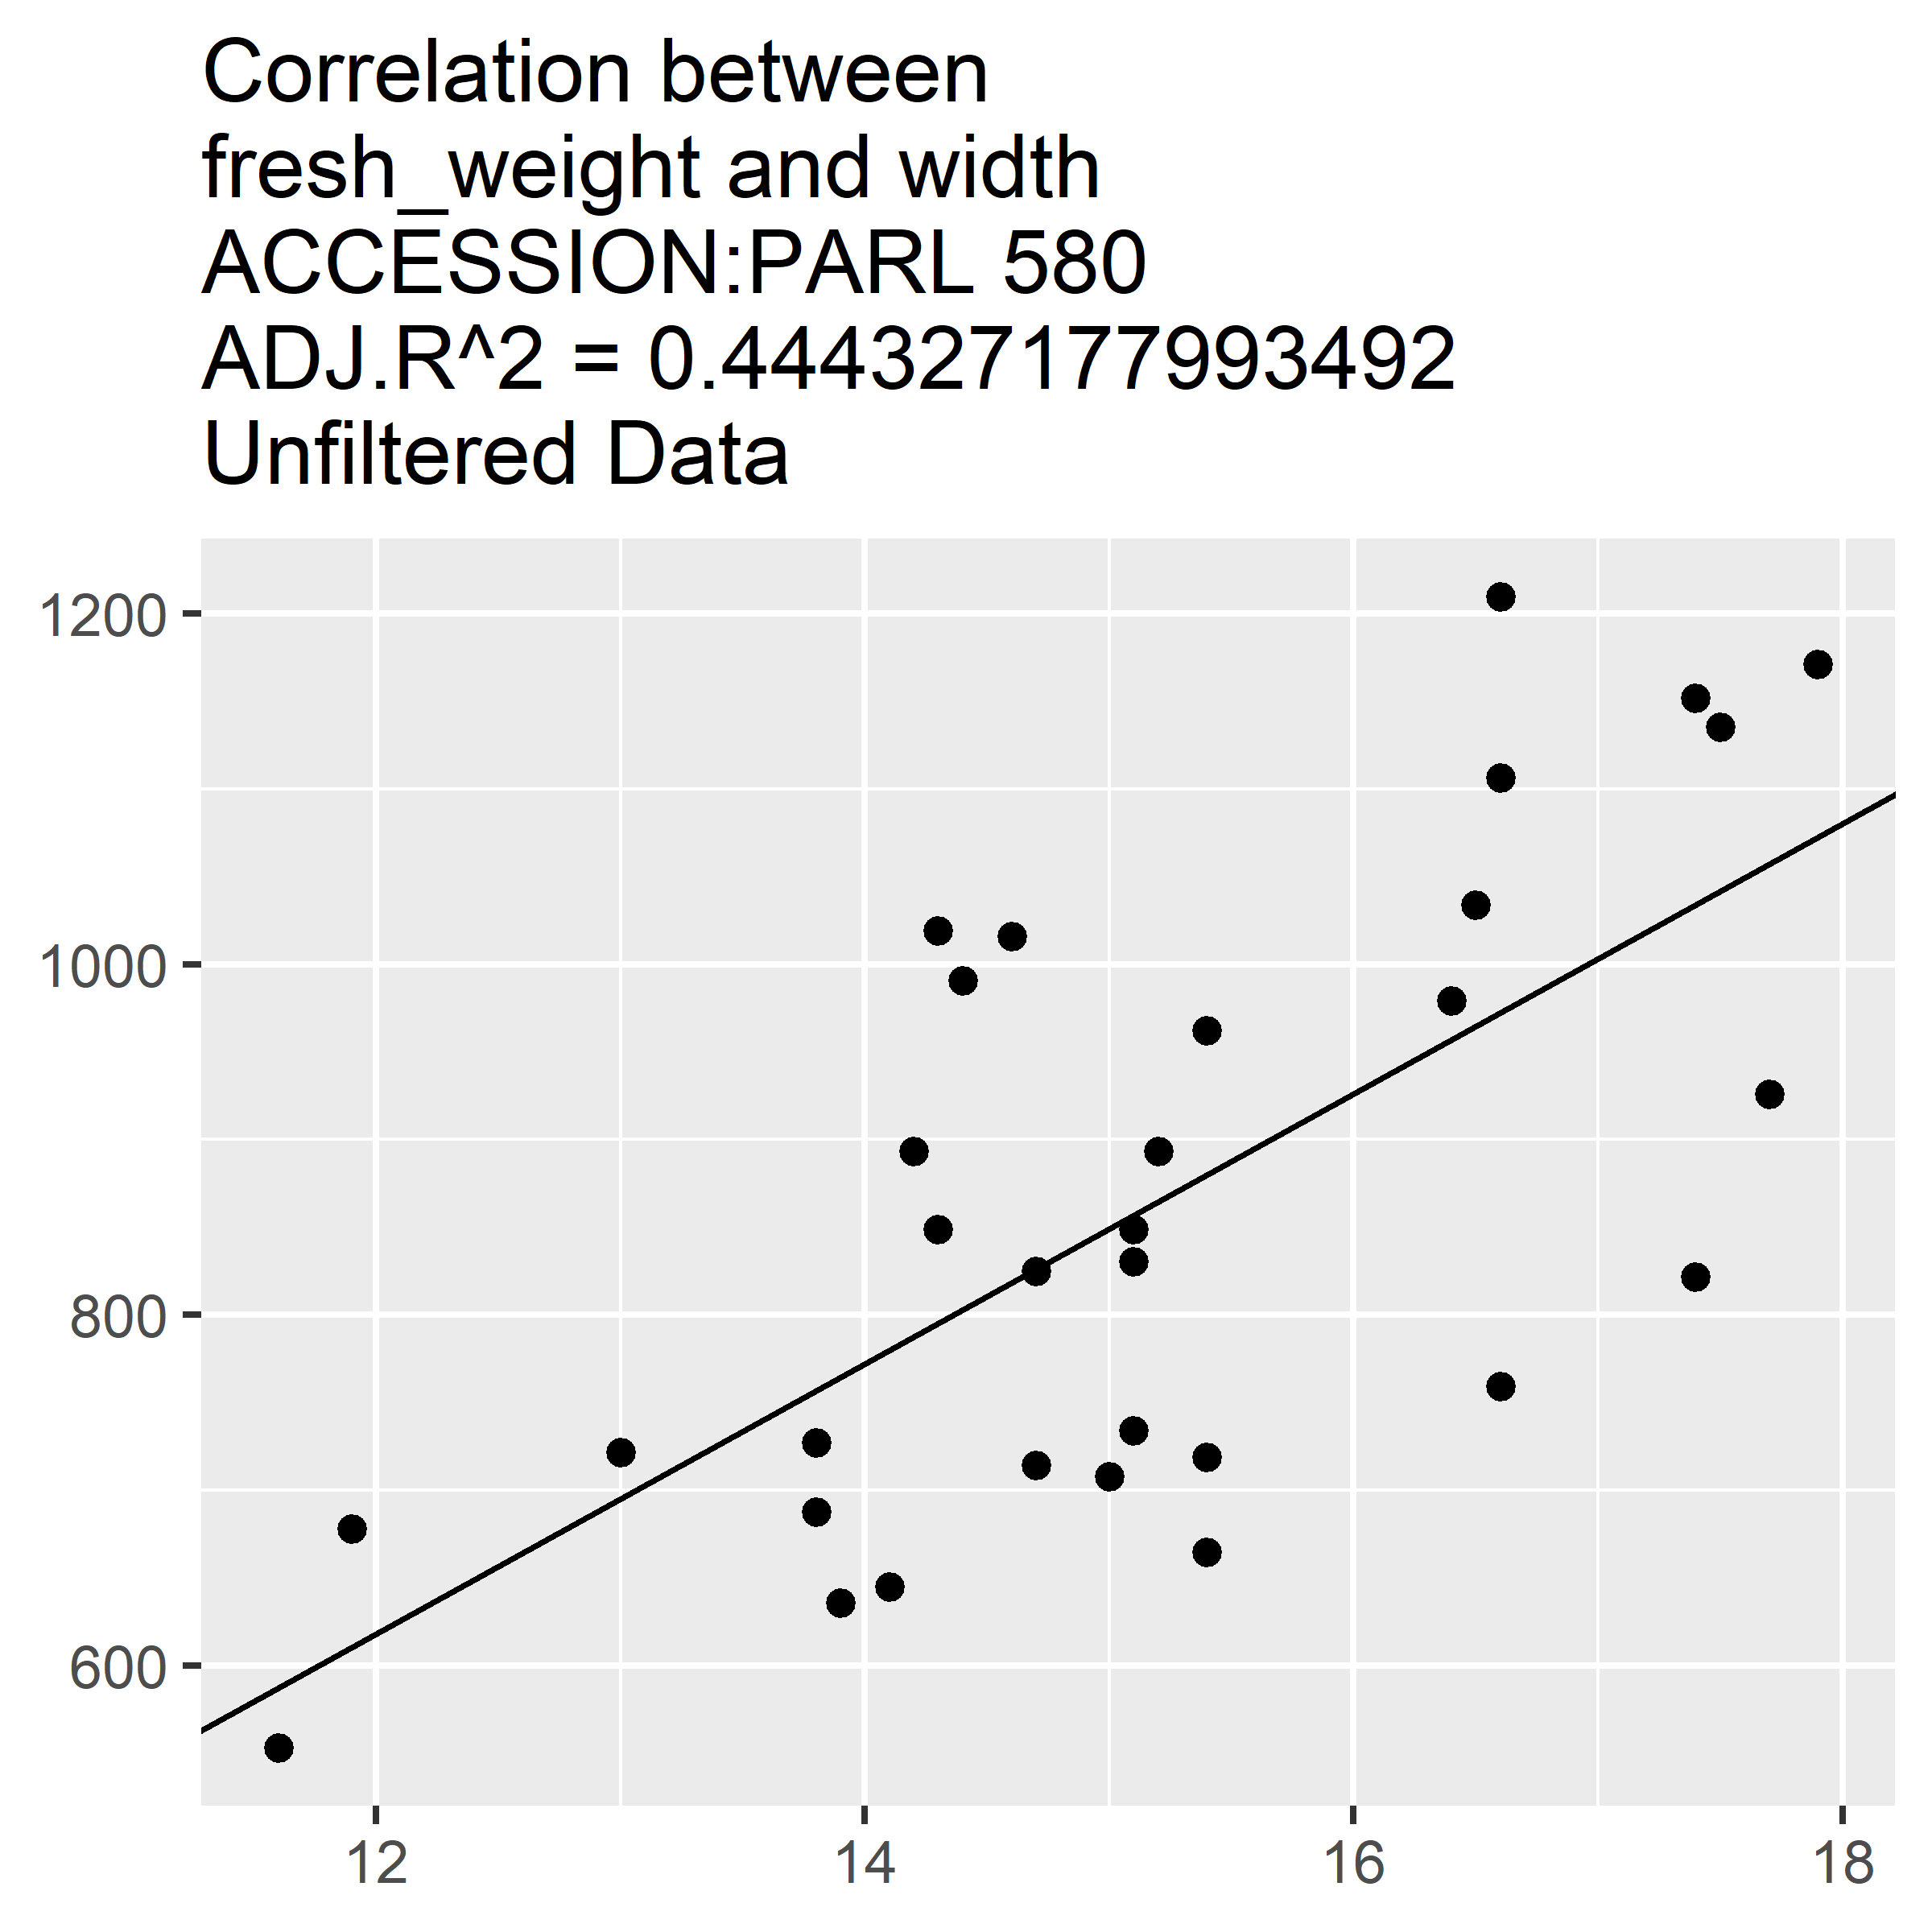 Correlation between
fresh_weight and width
ACCESSION:PARL 580
ADJ.R^2 = 0.444327177993492
Unfiltered Data
1200
1000
800
600
12 14 16 18